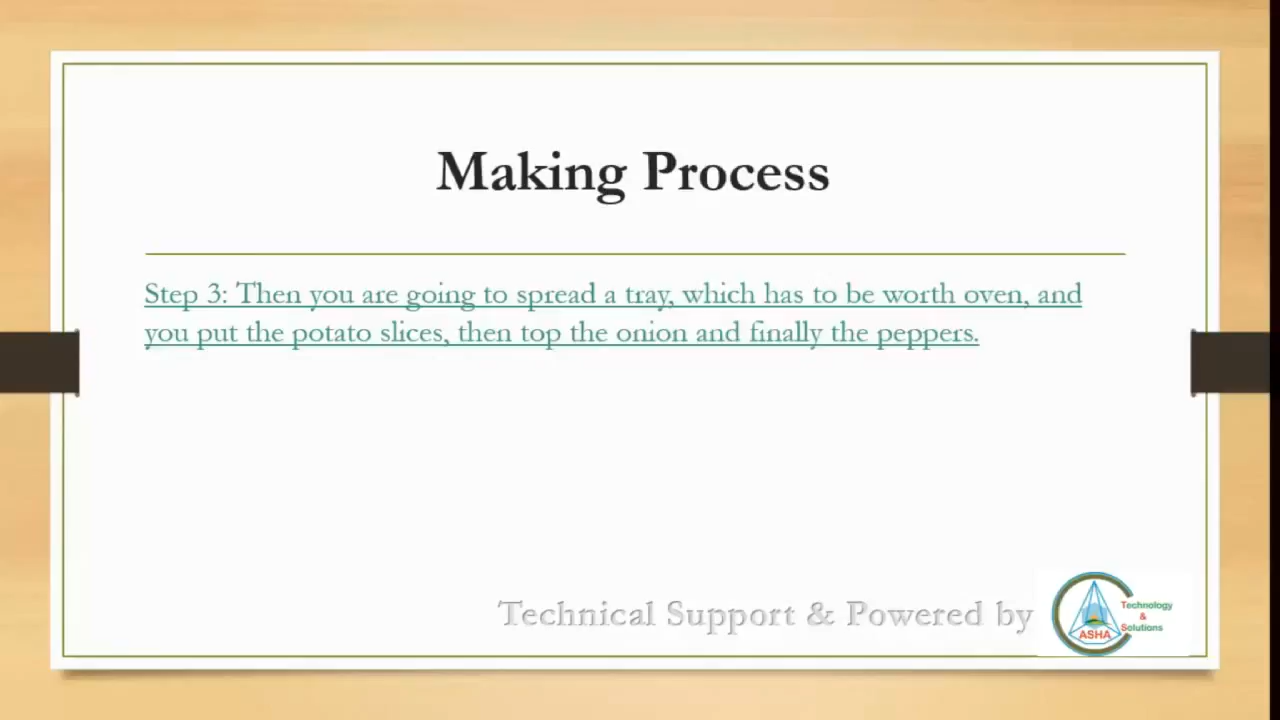 Making Process
Step 3: Then you are going to spread a tray, which has to be worth oven, and
you put the potato slices, then top the onion and finally the peppers.
Technical Support & Powered by
Technology
&
Solutions
ASHA